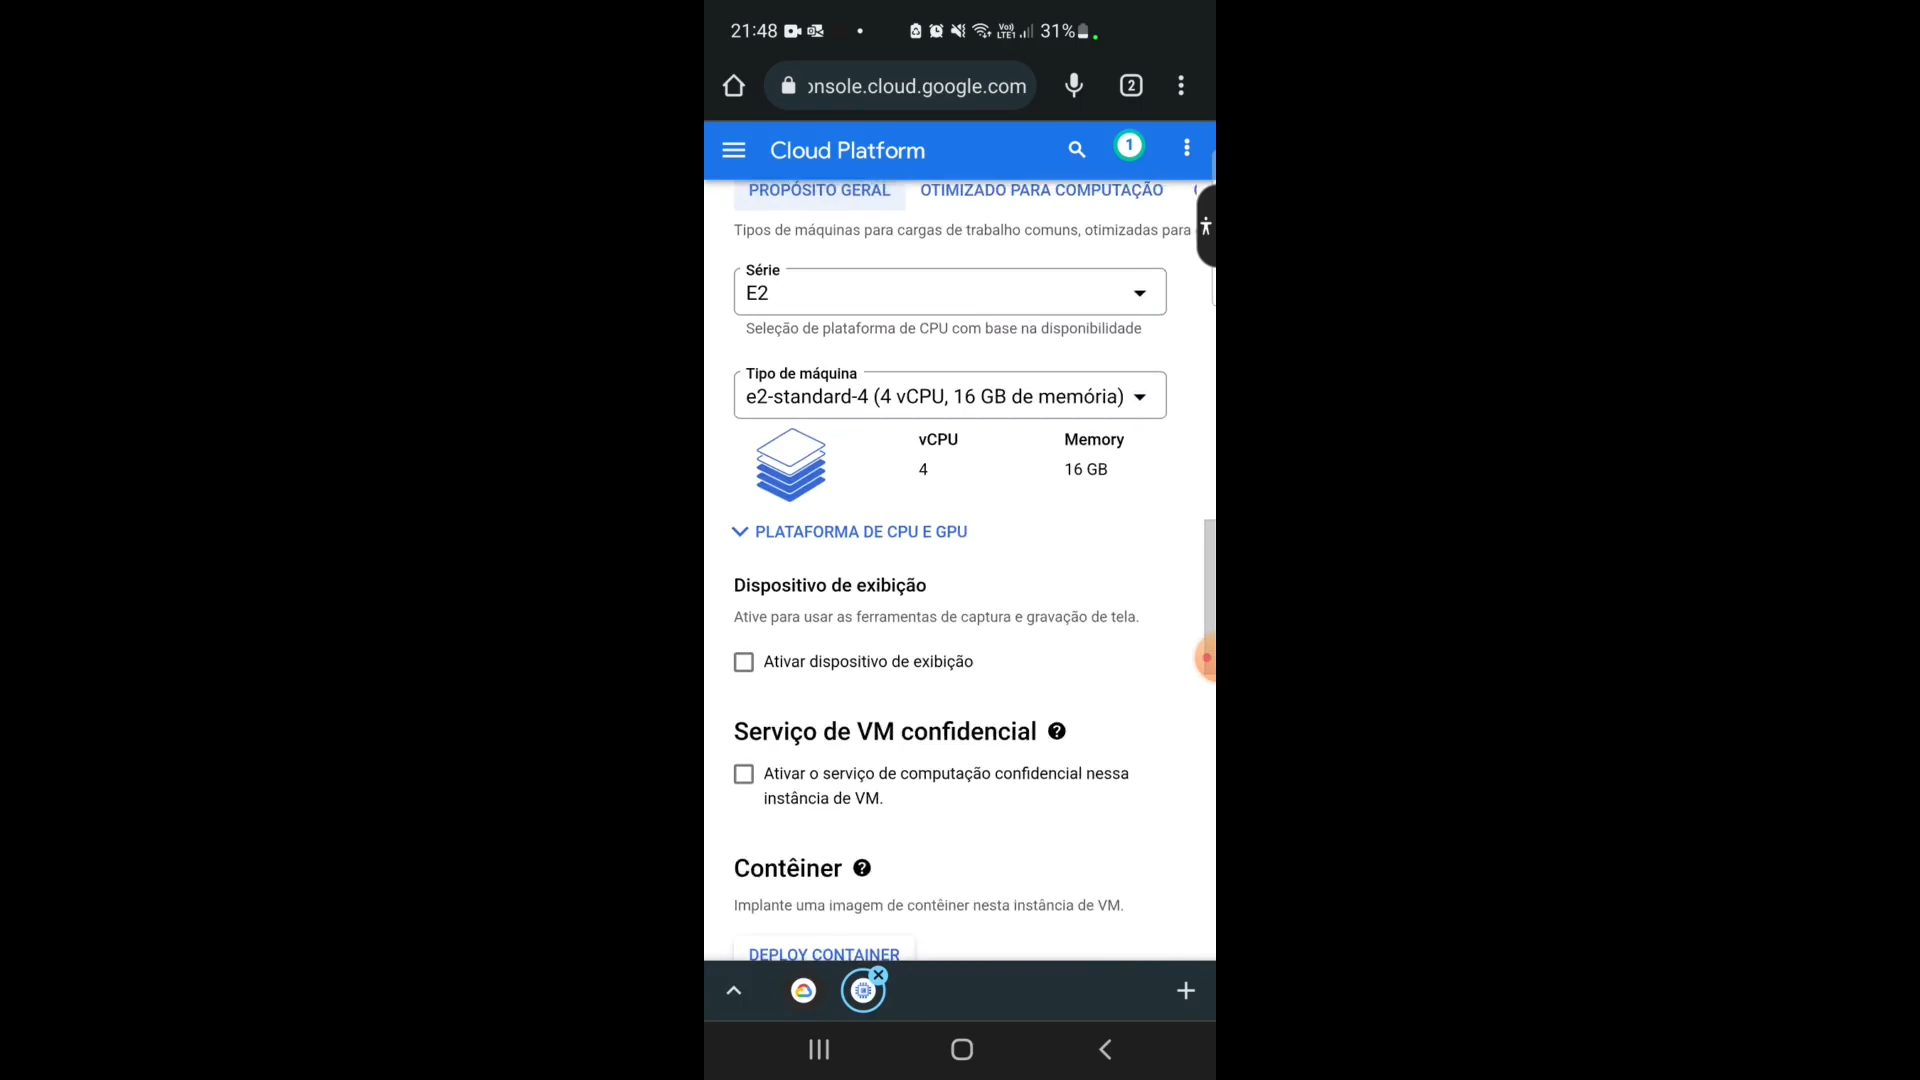 21:48
Vo)) LTE1
31%
onsole.cloud.google.com
2
Cloud Platform
1
PROPÓSITO GERAL
OTIMIZADO PARA COMPUTAÇÃO
Tipos de máquinas para cargas de trabalho comuns, otimizadas para
Série
E2
Seleção de plataforma de CPU com base na disponibilidade
Tipo de máquina
e2-standard-4 (4 vCPU, 16 GB de memória)
vCPU
Memory
4
16 GB
PLATAFORMA DE CPU E GPU
Dispositivo de exibição
Ative para usar as ferramentas de captura e gravação de tela.
Ativar dispositivo de exibição
Serviço de VM confidencial
Ativar o serviço de computação confidencial nessa
instância de VM.
Contêiner
Implante uma imagem de contêiner nesta instância de VM.
DEPLOY CONTAINER